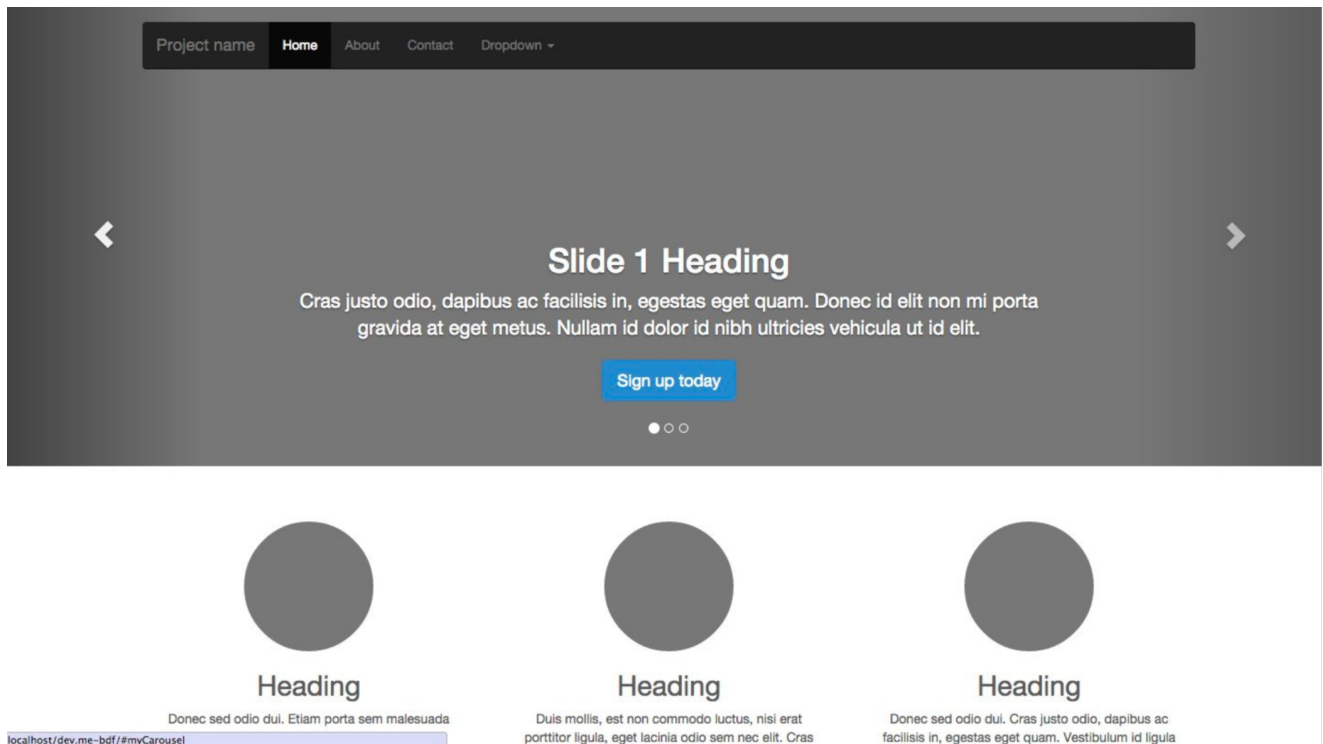 Project name Home About Contact Dropdown
Slide 1 Heading
Cras justo odio, dapibus ac facilisis in, egestas eget quam. Donec id elit non mi porta
gravida at eget metus. Nullam id dolor id nibh ultricies vehicula ut id elit.
Sign up today
Heading
Donec sed odio dui. Etiam porta sem malesuada
Heading
Duis mollis, est non commodo luctus, nisi erat
porttitor ligula, eget lacinia odio sem nec elit. Cras
Heading
Donec sed odio dui. Cras justo odio, dapibus ac
facilisis in, egestas eget quam. Vestibulum id ligula
localhost/dev.me-bdf/#myCarousel